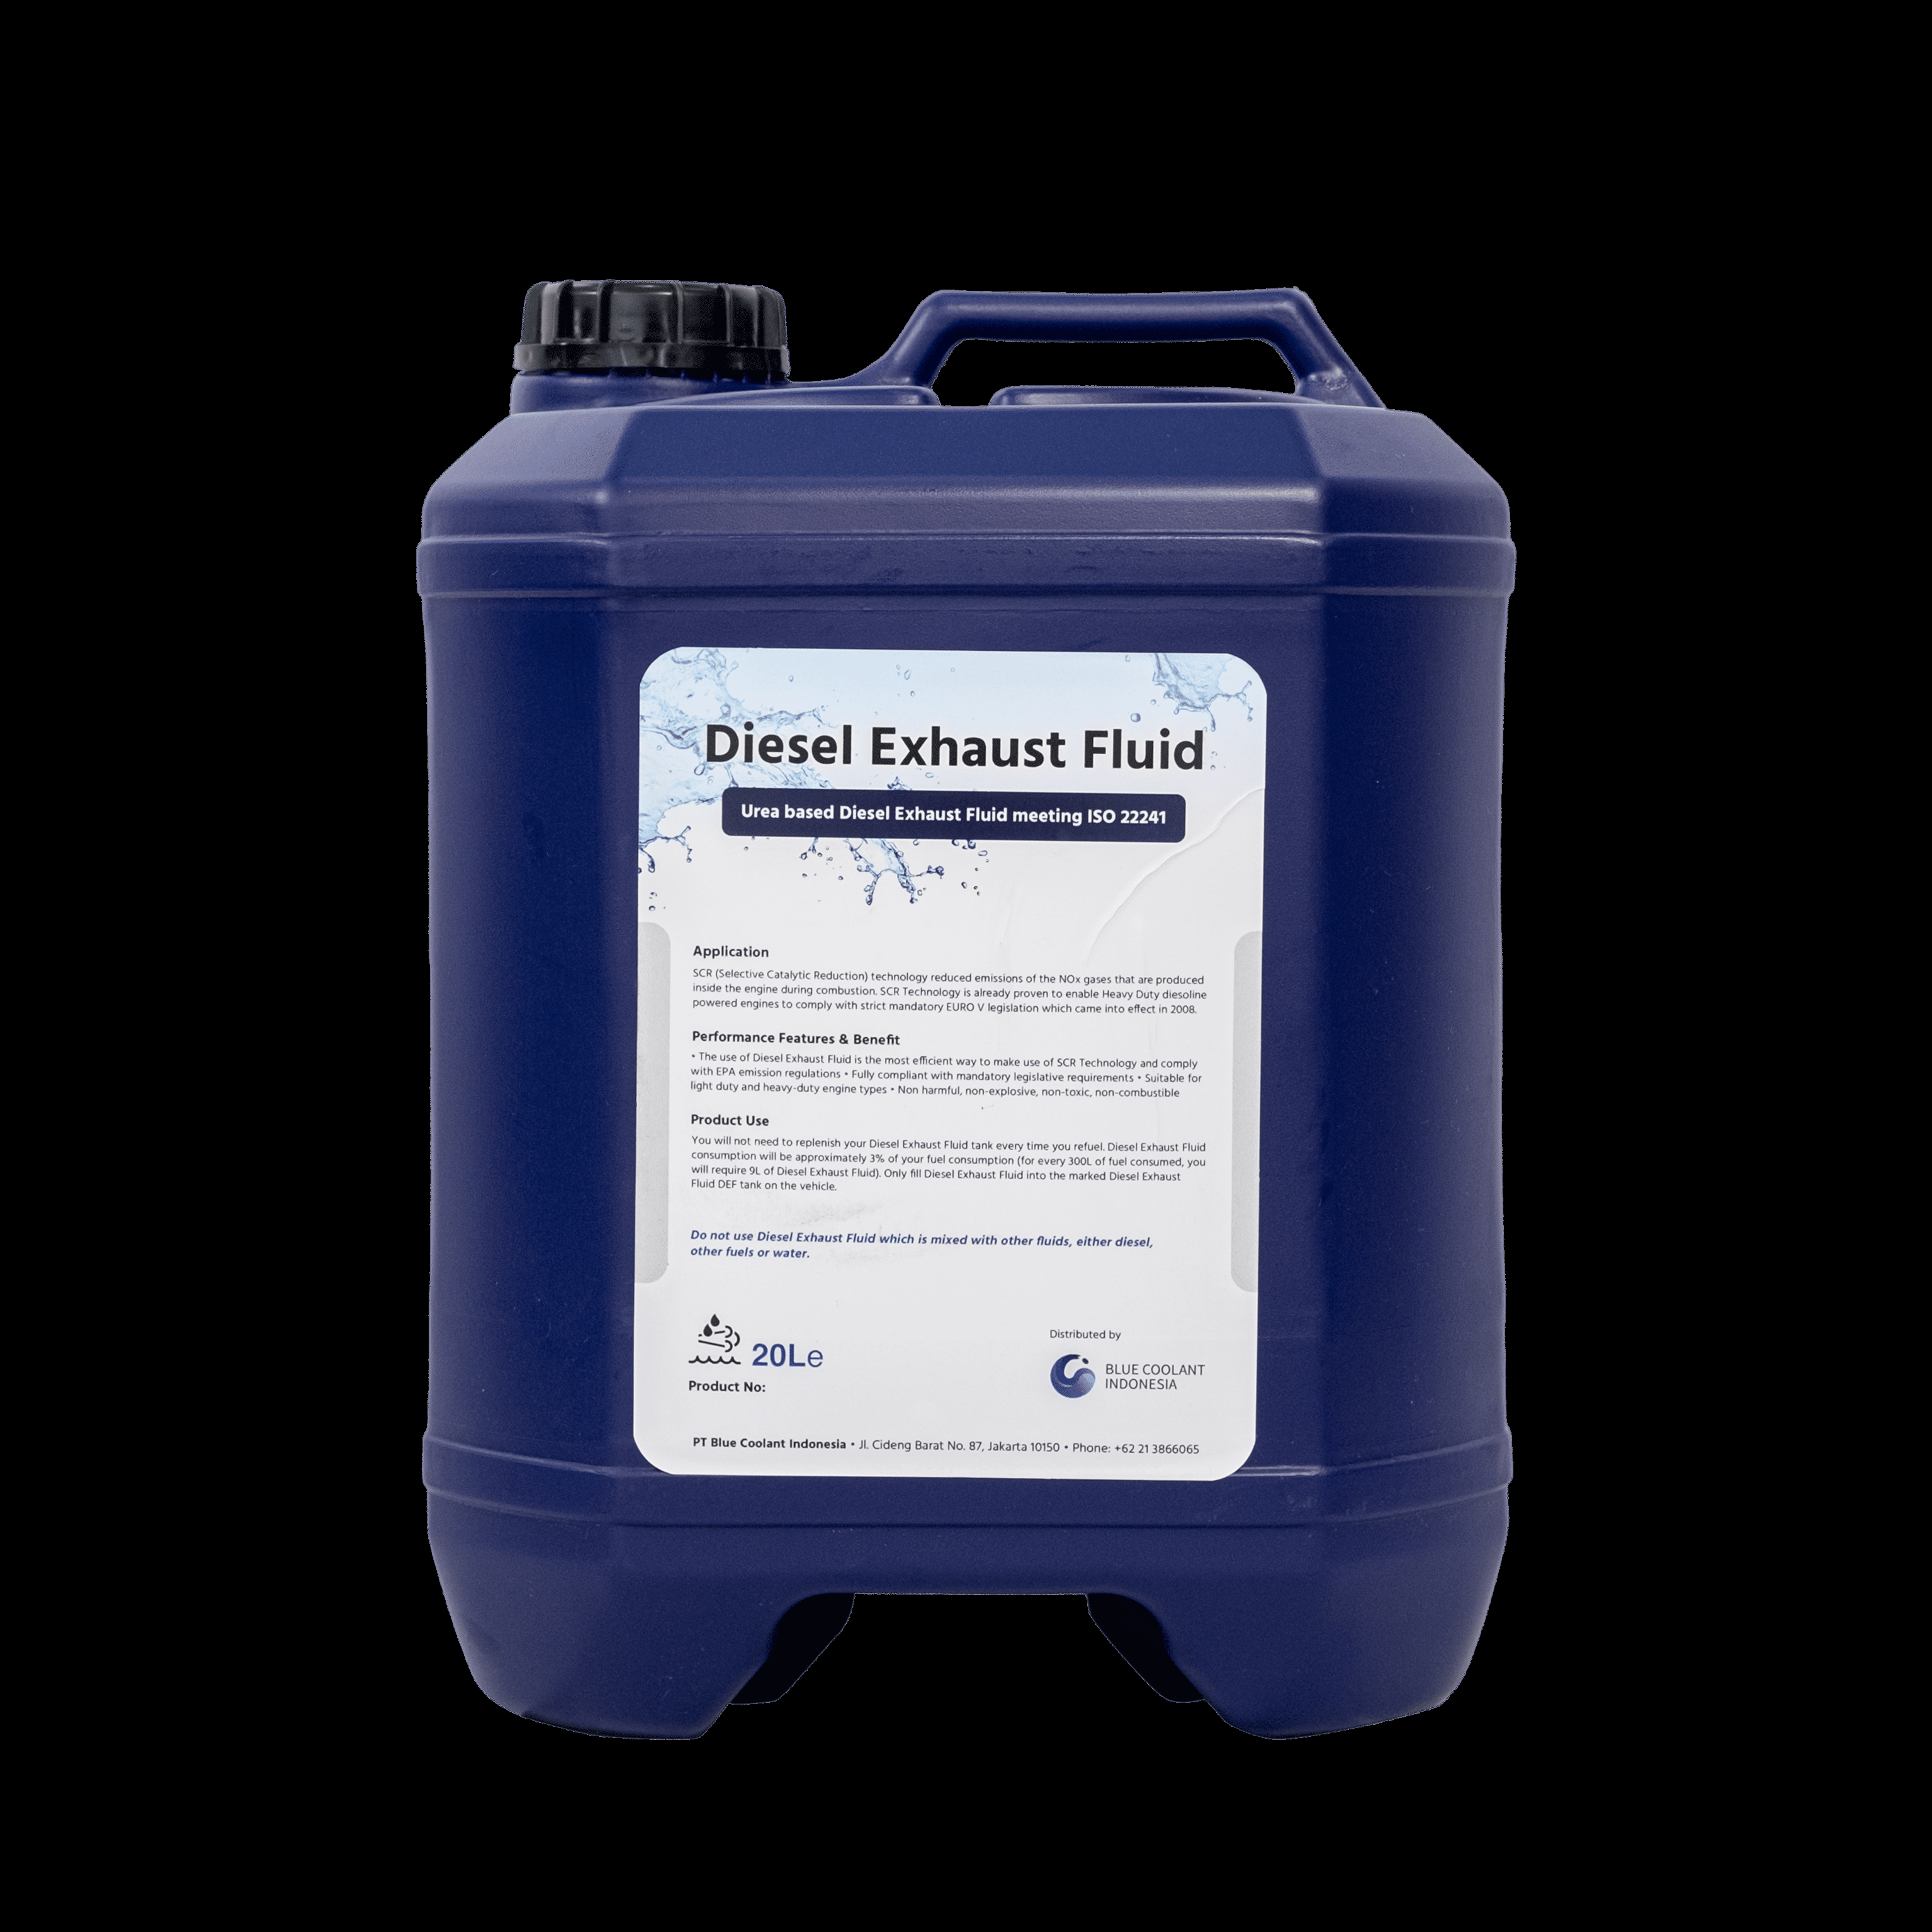 Diesel Exhaust Fluid
Urea based Diesel Exhaust Fluid meeting ISO 22241
Application
SCR (Selective Catalytic Reduction) technology reduced emissions of the NOx gases that are produced
inside the engine during combustion. SCR Technology is already proven to enable Heavy Duty diesoline
powered engines to comply with strict mandatory EURO V legislation which came into effect in 2008.
Performance Features & Benefit
• The use of Diesel Exhaust Fluid is the most efficient way to make use of SCR Technology and comply
with EPA emission regulations • Fully compliant with mandatory legislative requirements • Suitable for
light duty and heavy-duty engine types • Non harmful, non-explosive, non-toxic, non-combustible
Product Use
You will not need to replenish your Diesel Exhaust Fluid tank every time you refuel. Diesel Exhaust Fluid
consumption will be approximately 3% of your fuel consumption (for every 300L of fuel consumed, you
will require 9L of Diesel Exhaust Fluid). Only fill Diesel Exhaust Fluid into the marked Diesel Exhaust
Fluid DEF tank on the vehicle.
Do not use Diesel Exhaust Fluid which is mixed with other fluids, either diesel,
other fuels or water.
20Le
Product No:
Distributed by
BLUE COOLANT
INDONESIA
PT Blue Coolant Indonesia • Jl. Cideng Barat No. 87, Jakarta 10150 • Phone: +62 21 3866065